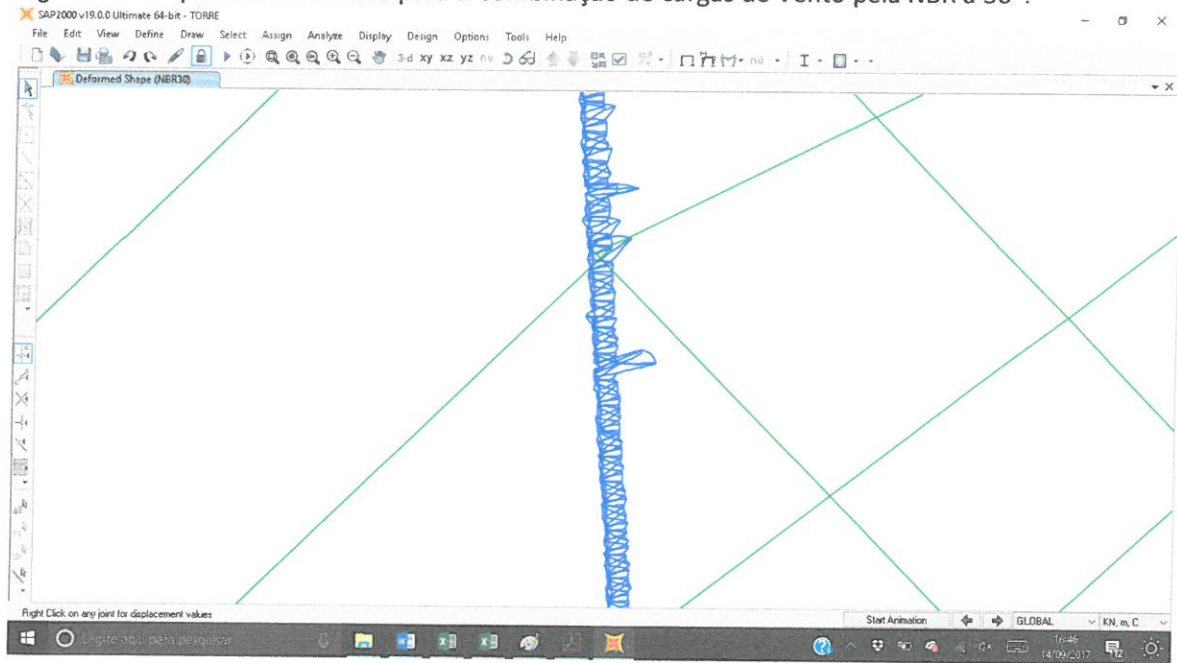 SAP2000 v19.0.0 Ultimate 64-bit - TORRE
File Edit View Define Draw Select Assign Analyze Display Design Options Tools Help
3-d xy xz yz nv
nd
Deformed Shape (NBR30)
Right Click on any joint for displacement values
Start Animation GLOBAL KN, m, C
Digite aqui para pesquisar
16:46
14/09/2017